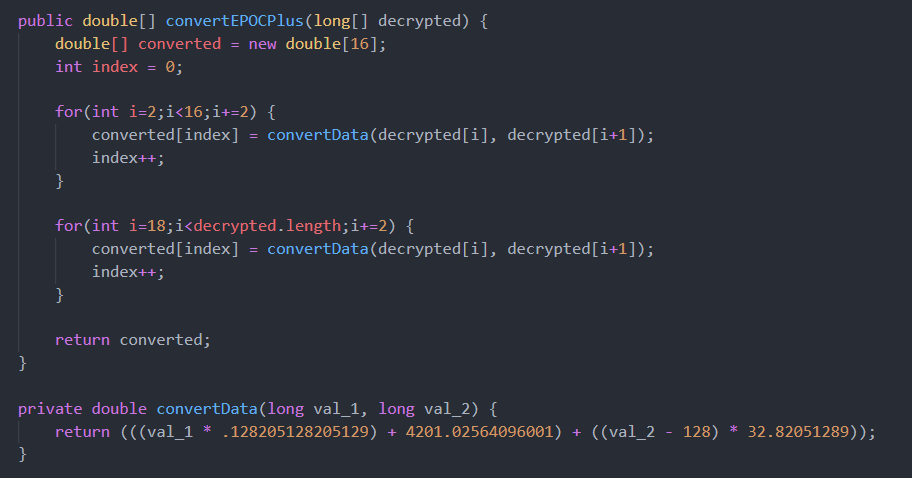 public double[] convertEPOCPlus(long[] decrypted) {
    double[] converted = new double[16];
    int index = 0;

    for(int i=2;i<16;i+=2) {
        converted[index] = convertData(decrypted[i], decrypted[i+1]);
        index++;
    }

    for(int i=18;i<decrypted.length;i+=2) {
        converted[index] = convertData(decrypted[i], decrypted[i+1]);
        index++;
    }

    return converted;
}

private double convertData(long val_1, long val_2) {
    return (((val_1 * .128205128205129) + 4201.02564096001) + ((val_2 - 128) * 32.82051289));
}